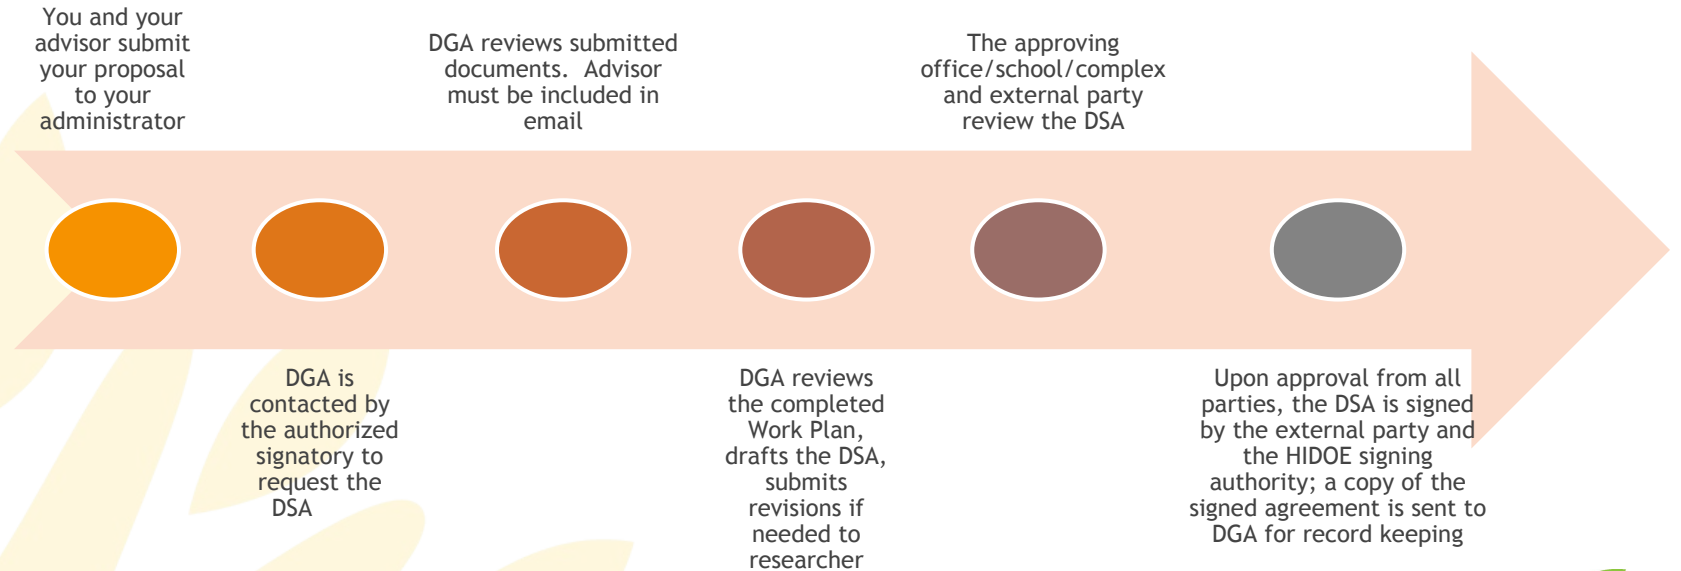 You and your
advisor submit
your proposal
to your
administrator
DGA is
contacted by
the authorized
signatory to
request the
DSA
DGA reviews submitted
documents. Advisor
must be included in
email
DGA reviews
the completed
Work Plan,
drafts the DSA,
submits
revisions if
needed to
researcher
The approving
office/school/complex
and external party
review the DSA
Upon approval from all
parties, the DSA is signed
by the external party and
the HIDOE signing
authority; a copy of the
signed agreement is sent to
DGA for record keeping